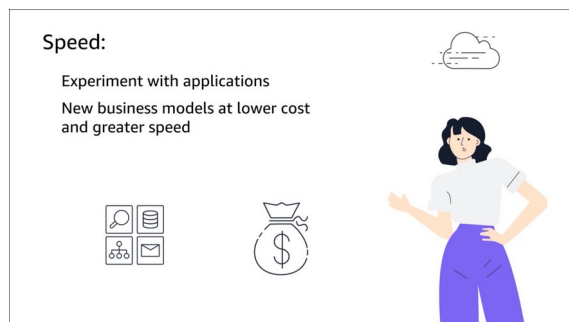 Speed:
Experiment with applications
New business models at lower cost
and greater speed
$